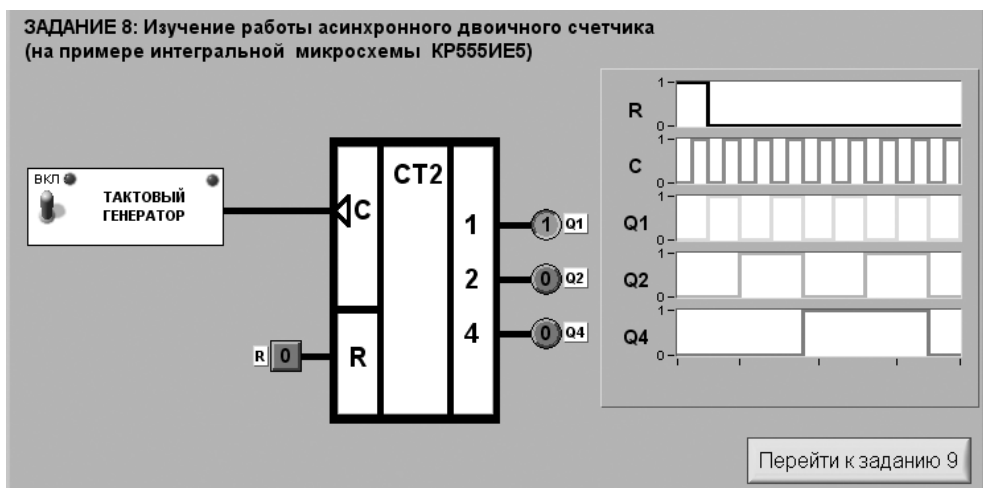 ЗАДАНИЕ 8: Изучение работы асинхронного двоичного счетчика
(на примере интегральной микросхемы КР555ИЕ5)
ВКЛ
ТАКТОВЫЙ
ГЕНЕРАТОР
C
R
CT2
1
2
4
1 Q1
0 Q2
0 Q4
R 0
R
1
0
C
1
0
Q1
1
0
Q2
1
0
Q4
1
0
Перейти к заданию 9